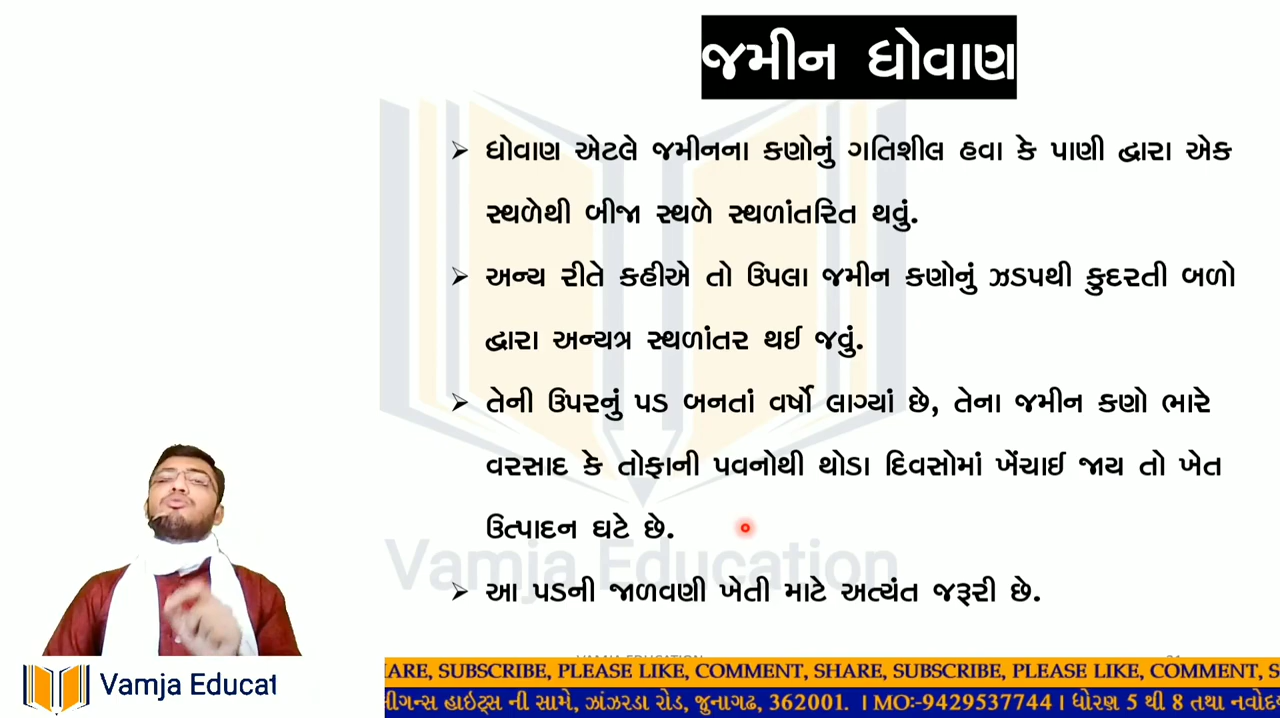 જમીન ધોવાણ
➢ ધોવાણ એટલે જમીનના કણોનું ગતિશીલ હવા કે પાણી દ્વારા એક
સ્થળેથી બીજા સ્થળે સ્થળાંતરિત થવું.
➢ અન્ય રીતે કહીએ તો ઉપલા જમીન કણોનું ઝડપથી કુદરતી બળો
દ્વારા અન્યત્ર સ્થળાંતર થઈ જવું.
➢ તેની ઉપરનું પડ બનતાં વર્ષો લાગ્યાં છે, તેના જમીન કણો ભારે
વરસાદ કે તોફાની પવનોથી થોડા દિવસોમાં ખેંચાઈ જાય તો ખેત
ઉત્પાદન ઘટે છે.
Vamja Education
➢ આ પડની જાળવણી ખેતી માટે અત્યંત જરૂરી છે.
Vamja Educat
ARE, SUBSCRIBE, PLEASE LIKE, COMMENT, SHARE, SUBSCRIBE, PLEASE LIKE, COMMENT, S
ગન્સ હાઈટ્સ ની સામે, ઝાંઝરડા રોડ, જુનાગઢ, 362001. । MO:-9429537744 । ધોરણ 5 થી 8 તથા નવોદ